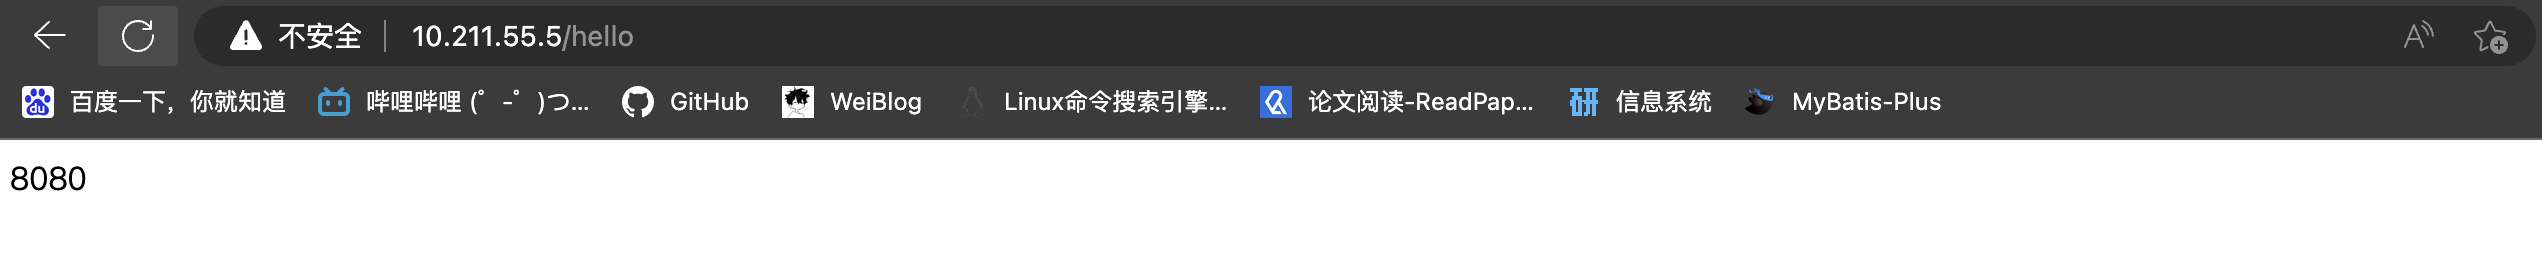 不安全 10.211.55.5/hello
百度一下，你就知道 哔哩哔哩 (゜-゜)つ... GitHub WeiBlog Linux命令搜索引擎... 论文阅读-ReadPap... 信息系统 MyBatis-Plus
8080